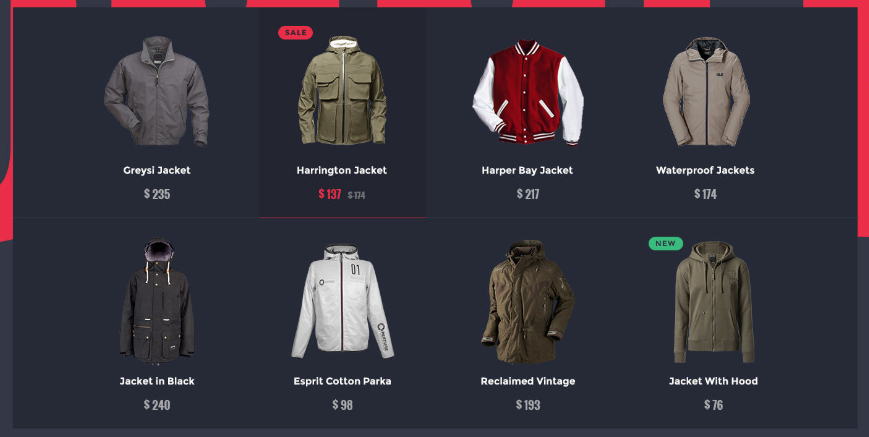 SALE
Greysi Jacket
Harrington Jacket
Harper Bay Jacket
Waterproof Jackets
$ 235
$ 137 $ 174
$ 217
$ 174
NEW
01
Jacket in Black
Esprit Cotton Parka
Reclaimed Vintage
Jacket With Hood
$ 240
$ 98
$ 193
$ 76